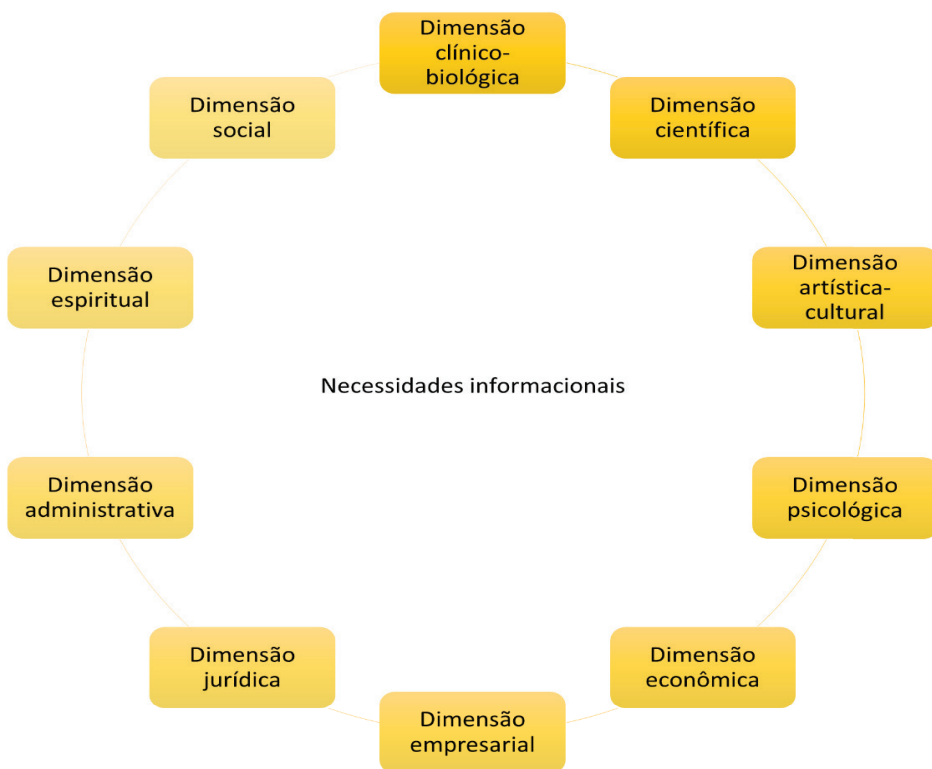 Dimensão
clínico-
biológica
Dimensão
científica
Dimensão
artística-
cultural
Dimensão
psicológica
Dimensão
econômica
Dimensão
empresarial
Dimensão
jurídica
Dimensão
administrativa
Dimensão
espiritual
Dimensão
social
Necessidades informacionais